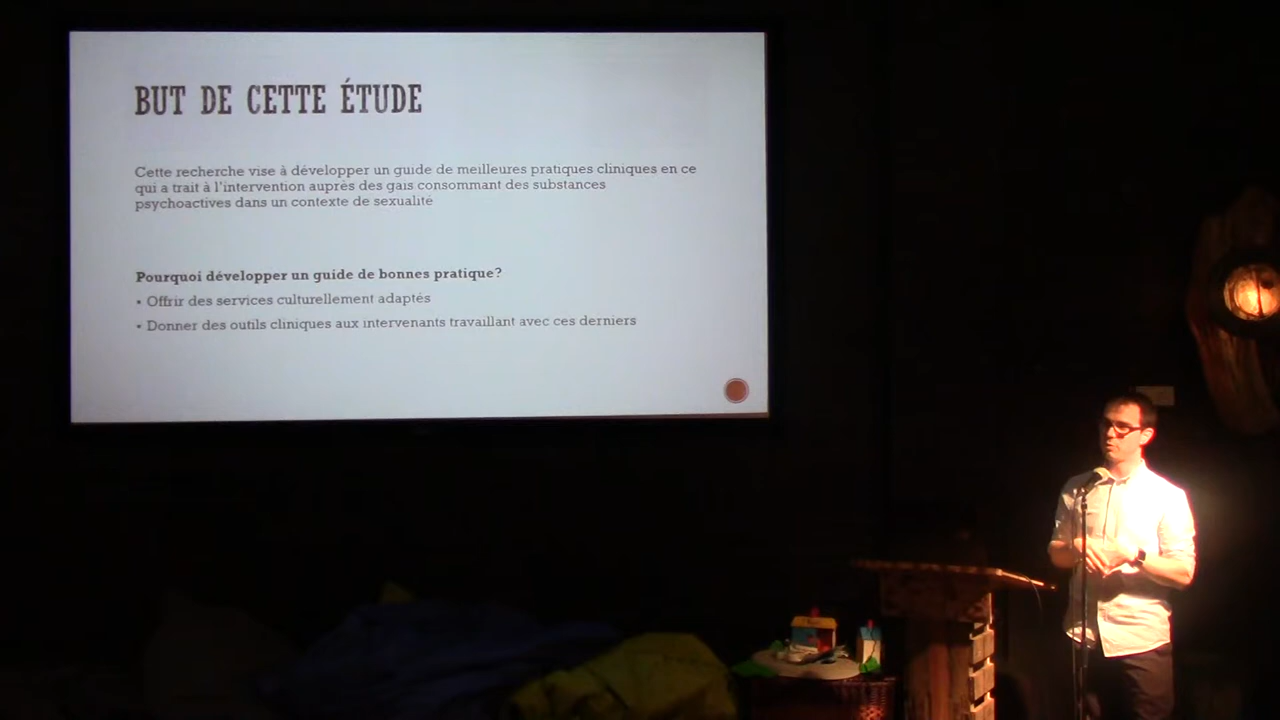 BUT DE CETTE ÉTUDE
Cette recherche vise à développer un guide de meilleures pratiques cliniques en ce
qui a trait à l'intervention auprès des gais consommant des substances
psychoactives dans un contexte de sexualité
Pourquoi développer un guide de bonnes pratique?
▪ Offrir des services culturellement adaptés
▪ Donner des outils cliniques aux intervenants travaillant avec ces derniers